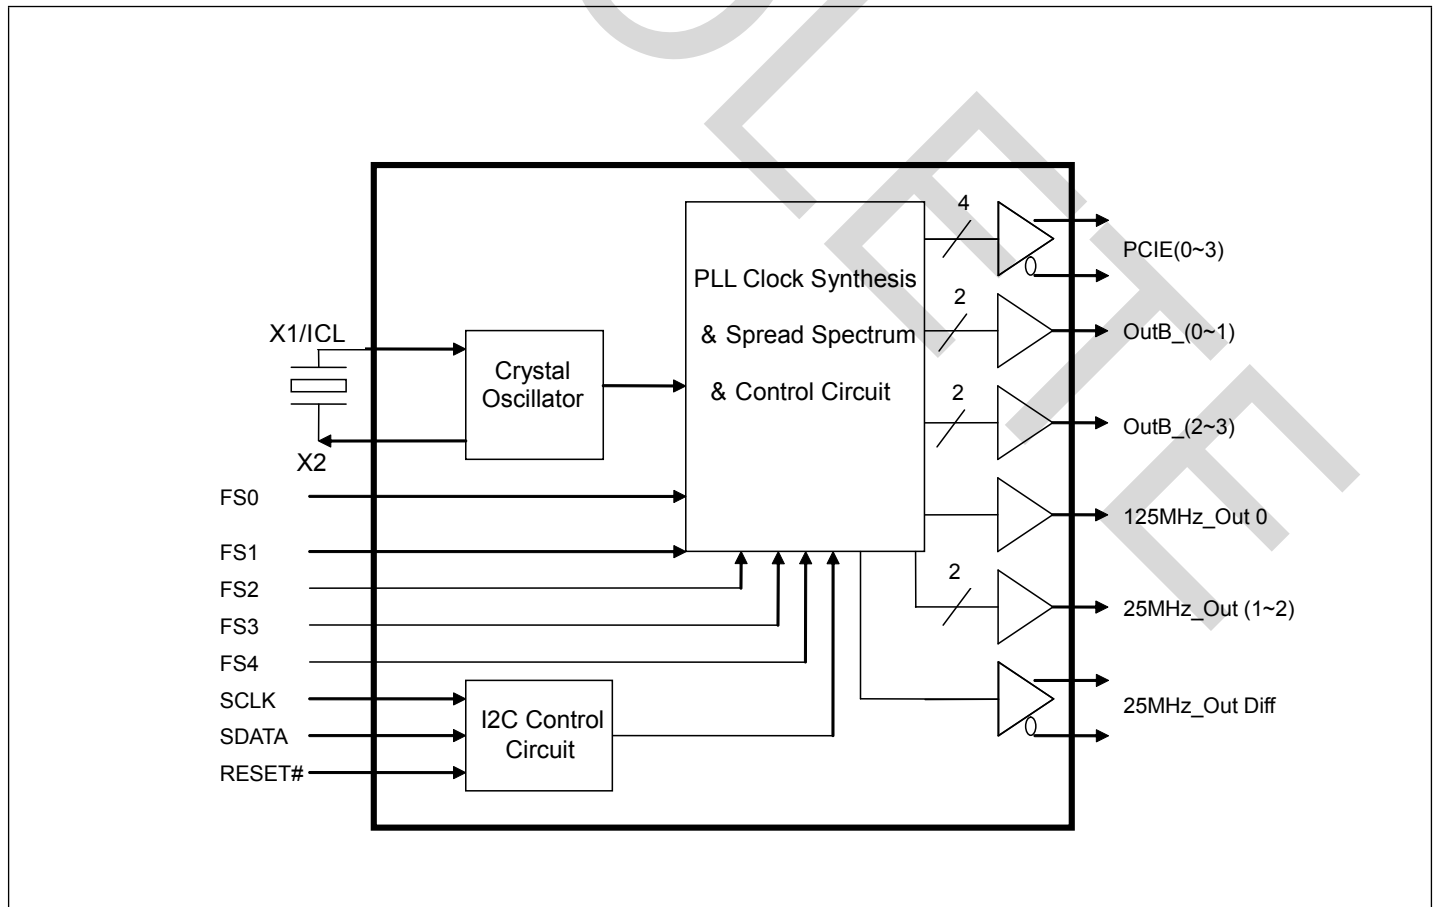 4
PCIE(0~3)
PLL Clock Synthesis
& Spread Spectrum
& Control Circuit
2
OutB_(0~1)
X1/ICL
Crystal
Oscillator
2
OutB_(2~3)
X2
FS0
125MHz_Out 0
FS1
FS2
2
25MHz_Out (1~2)
FS3
FS4
SCLK
I2C Control
Circuit
25MHz_Out Diff
SDATA
RESET#